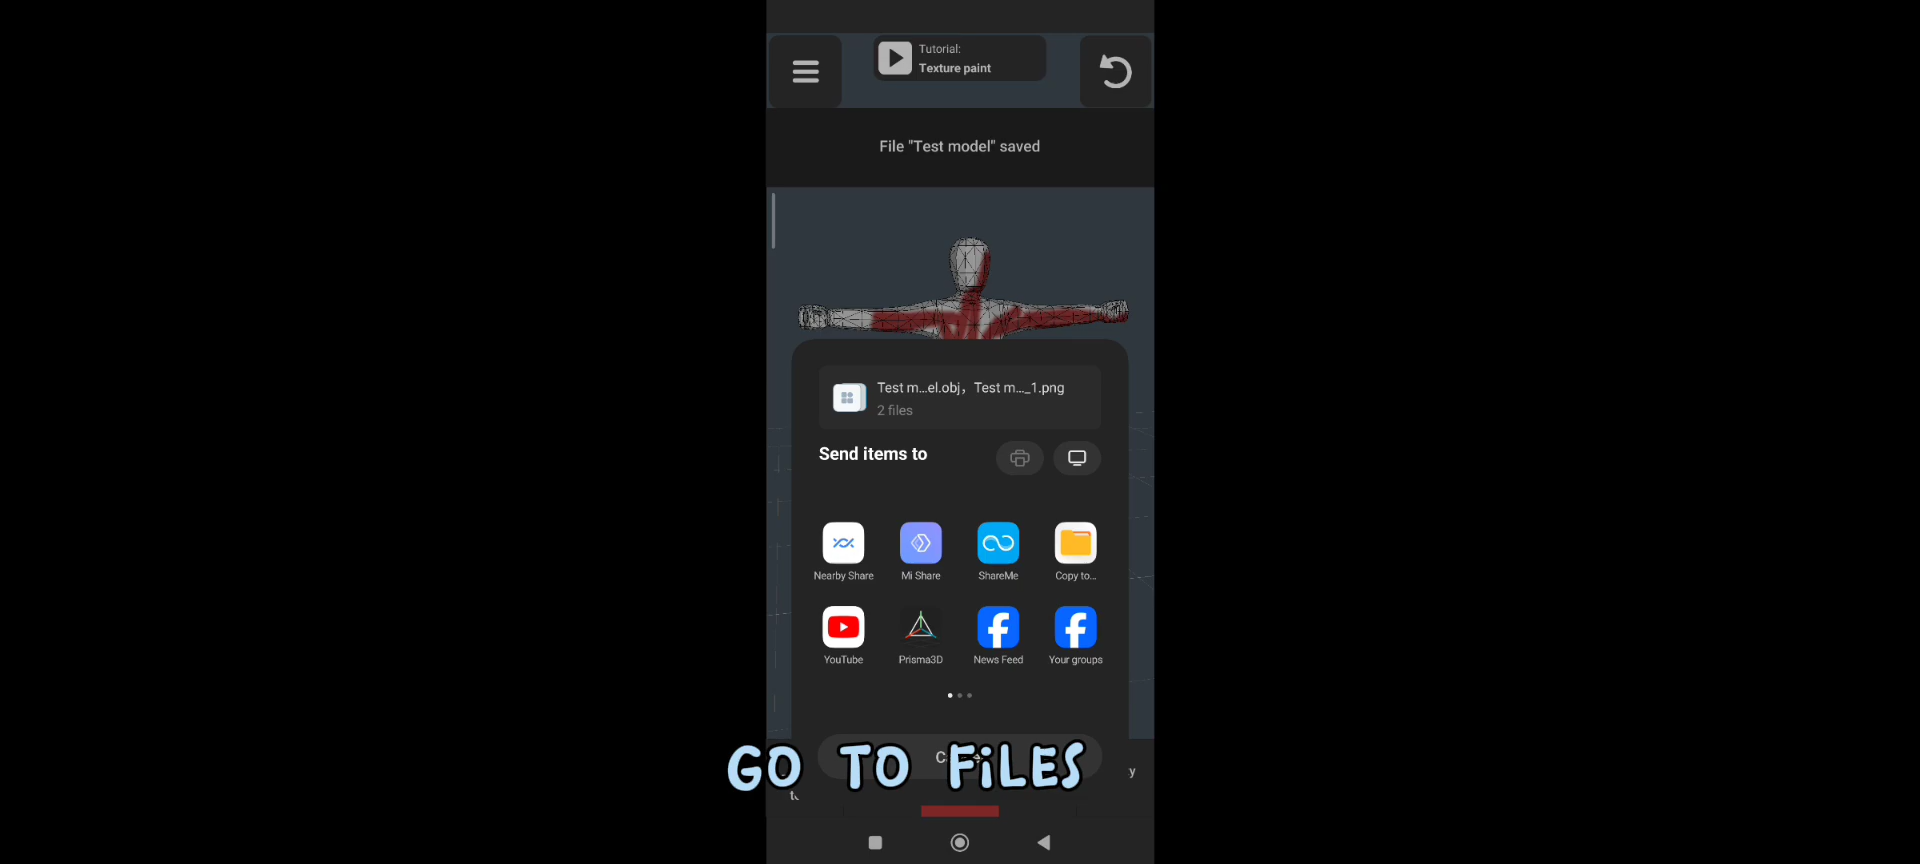 Tutorial:
Texture paint
File "Test model" saved
Test m...el.obj, Test m..._1.png
2 files
Send items to
Nearby Share
Mi Share
ShareMe
Copy to...
YouTube
Prisma3D
News Feed
Your groups
GO TO FiLES